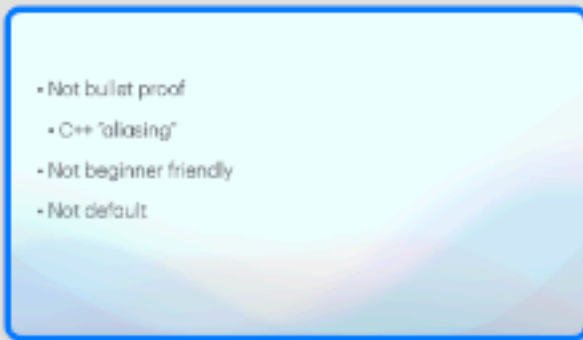 • Not bullet proof
• C++ "aliasing"
• Not beginner friendly
• Not default